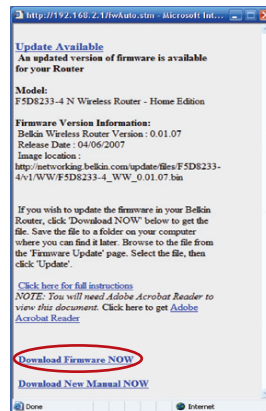 http://192.168.2.1/fwAuto.stm - Microsoft Int...
Update Available
An updated version of firmware is available
for your Router
Model:
F5D8233-4 N Wireless Router - Home Edition
Firmware Version Information:
Belkin Wireless Router Version : 0.01.07
Release Date : 04/06/2007
Image location :
http://networking.belkin.com/update/files/F5D8233-
4/v1/WW/F5D8233-4_WW_0.01.07.bin
If you wish to update the firmware in your Belkin
Router, click 'Download NOW' below to get the
file. Save the file to a folder on your computer
where you can find it later. Browse to the file from
the 'Firmware Update' page. Select the file, then
click 'Update'.
Click here for full instructions
NOTE: You will need Adobe Acrobat Reader to
view this document. Click here to get Adobe
Acrobat Reader
Download Firmware NOW
Download New Manual NOW
Done Internet